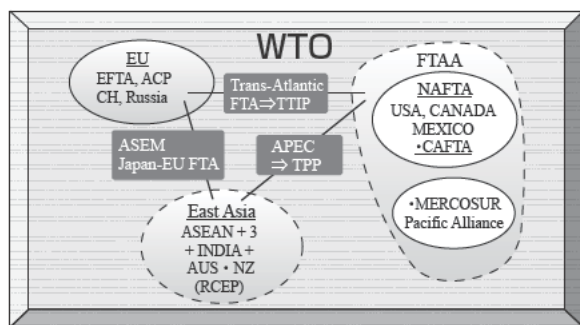 WTO
EU
EFTA, ACP
CH, Russia
Trans-Atlantic
FTA⇒TTIP
FTAA
NAFTA
USA, CANADA
MEXICO
・CAFTA
ASEM
Japan-EU FTA
APEC
⇒ TPP
・MERCOSUR
Pacific Alliance
East Asia
ASEAN + 3
+ INDIA +
AUS・NZ
(RCEP)